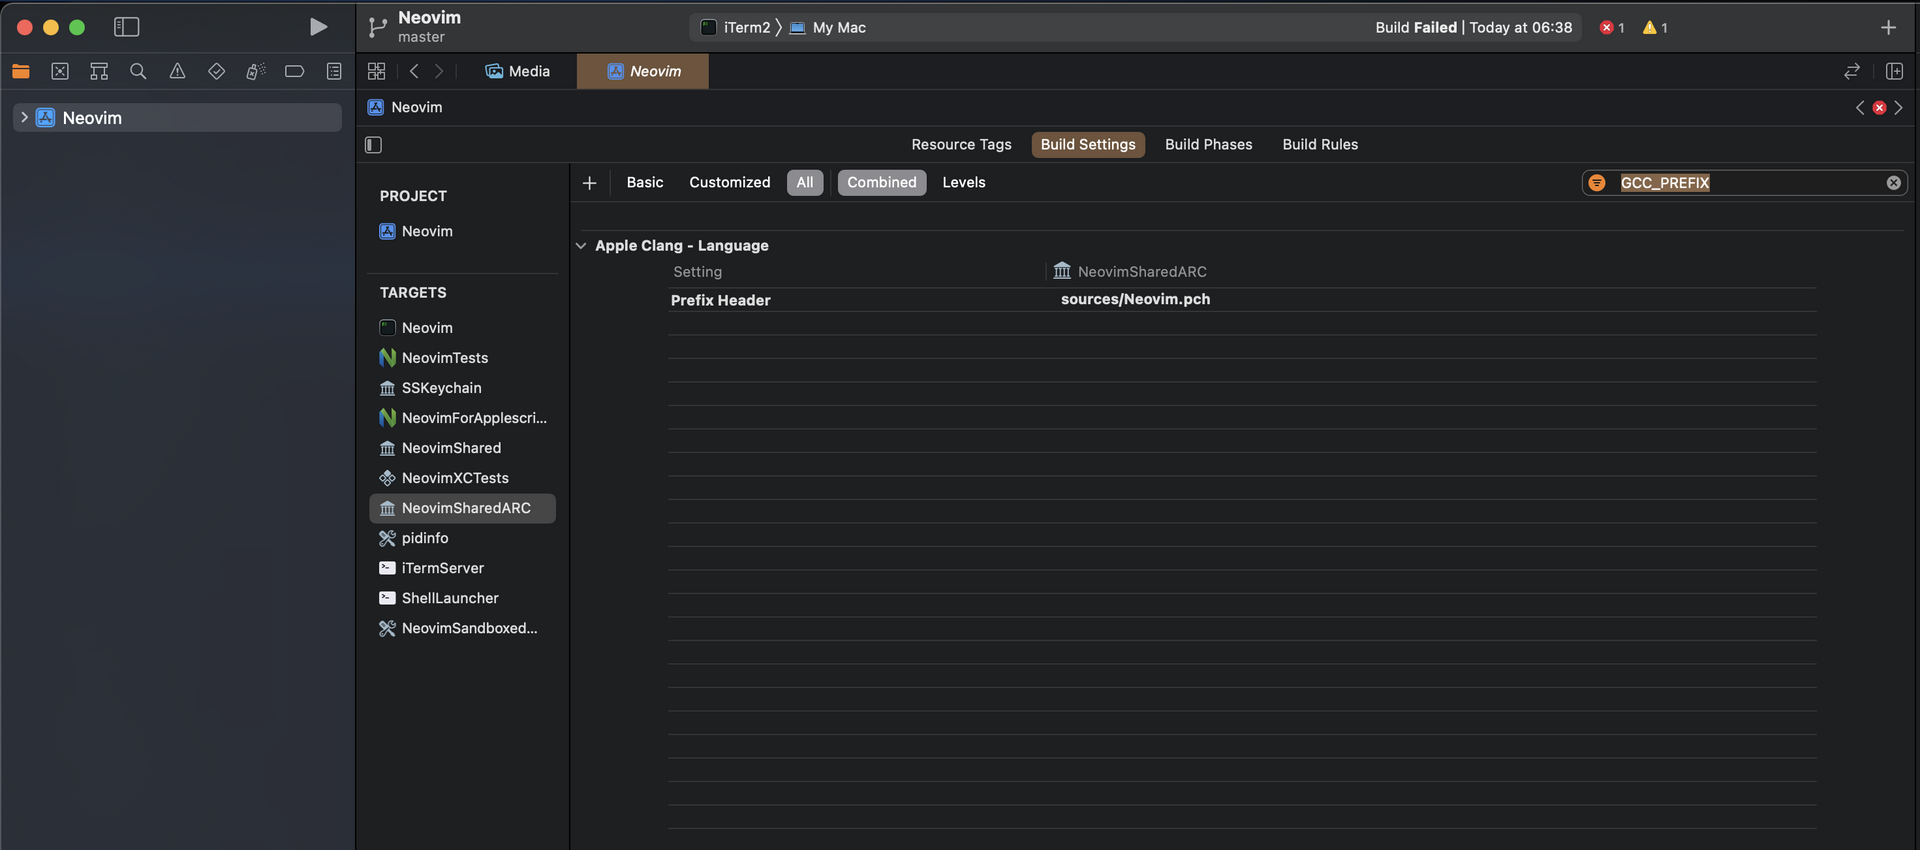 Neovim
master
iTerm2 〉 My Mac
Build Failed | Today at 06:38
1
1
Media
Neovim
Neovim
Neovim
Resource Tags
Build Settings
Build Phases
Build Rules
PROJECT
Neovim
TARGETS
Neovim
NeovimTests
SSKeychain
NeovimForApplescri...
NeovimShared
NeovimXCTests
NeovimSharedARC
pidinfo
iTermServer
ShellLauncher
NeovimSandboxed...
Basic
Customized
All
Combined
Levels
GCC_PREFIX
Apple Clang - Language
Setting
NeovimSharedARC
Prefix Header
sources/Neovim.pch